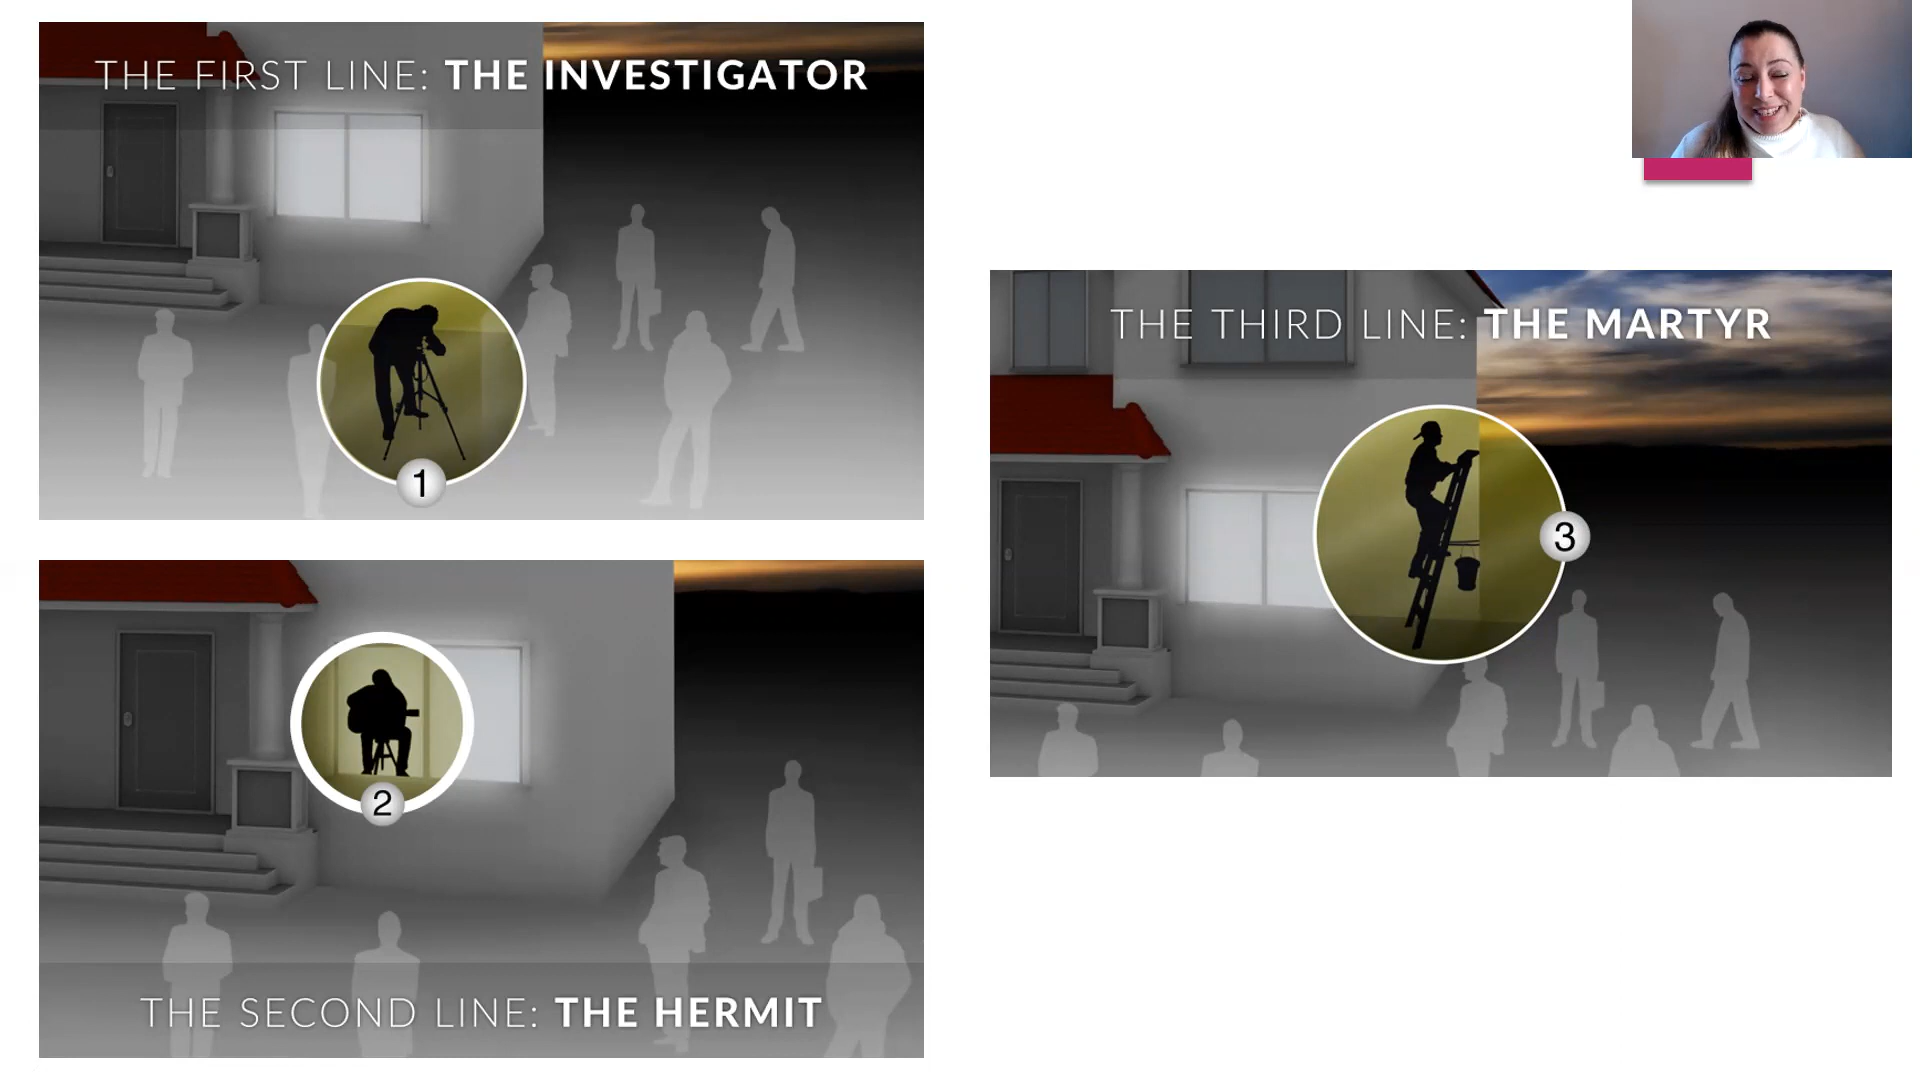 THE FIRST LINE: THE INVESTIGATOR
1
2
THE SECOND LINE: THE HERMIT
THE THIRD LINE: THE MARTYR
3